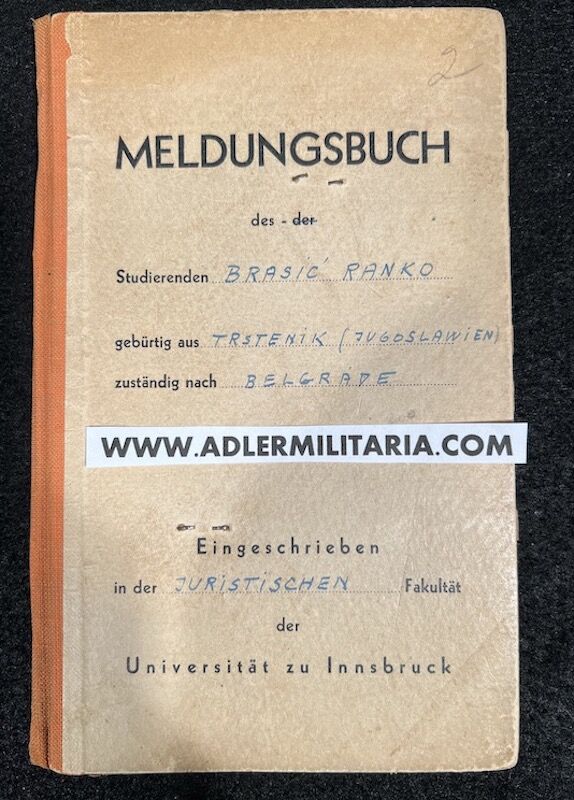 2
MELDUNGSBUCH
des - der
Studierenden BRASIĆ RANKO
gebürtig aus TRSTENIK (JUGOSLAWIEN)
zuständig nach BELGRADE
WWW.ADLERMILITARIA.COM
Eingeschrieben
in der JURISTISCHEN Fakultät
der
Universität zu Innsbruck